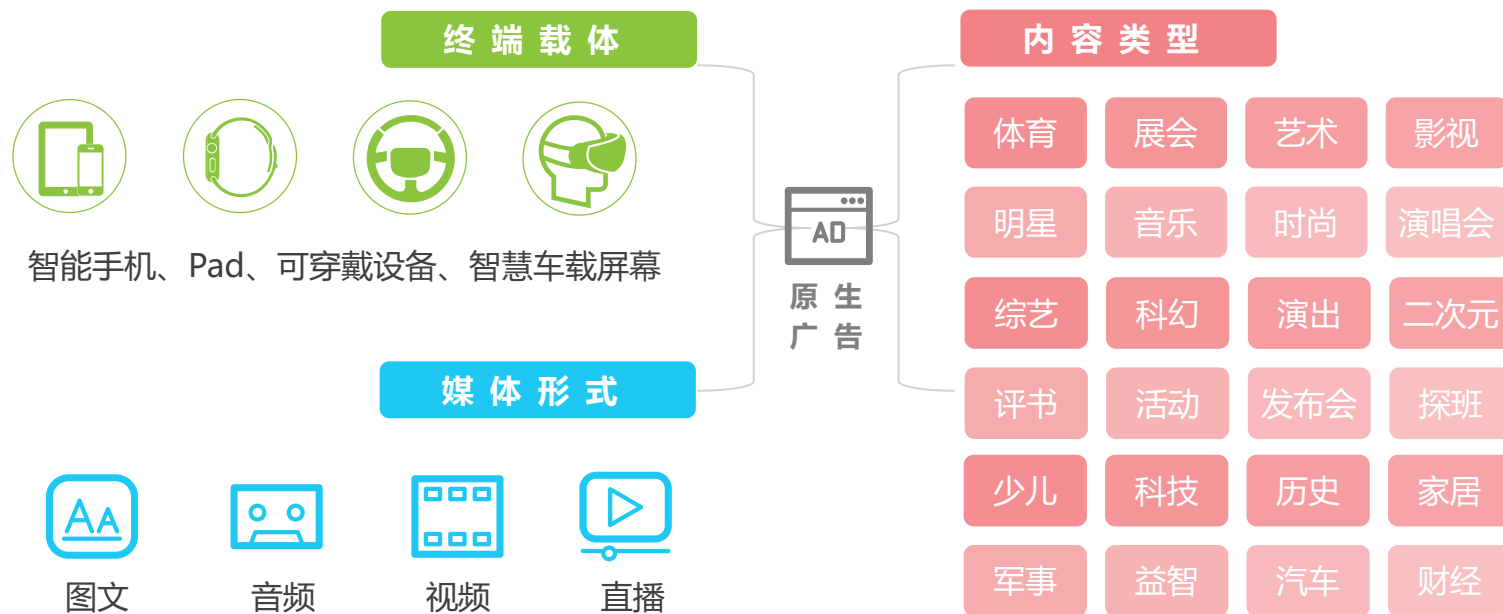 终端载体
智能手机、Pad、可穿戴设备、智慧车载屏幕
媒体形式
图文 音频 视频 直播
AD
原生
广告
内容类型
体育 展会 艺术 影视
明星 音乐 时尚 演唱会
综艺 科幻 演出 二次元
评书 活动 发布会 探班
少儿 科技 历史 家居
军事 益智 汽车 财经